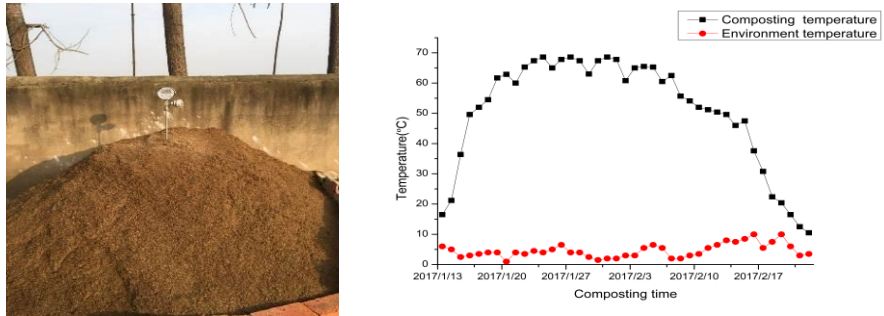 Composting temperature
Environment temperature
70
60
50
40
30
20
10
0
Temperature(°C)
2017/1/13 2017/1/20 2017/1/27 2017/2/3 2017/2/10 2017/2/17
Composting time